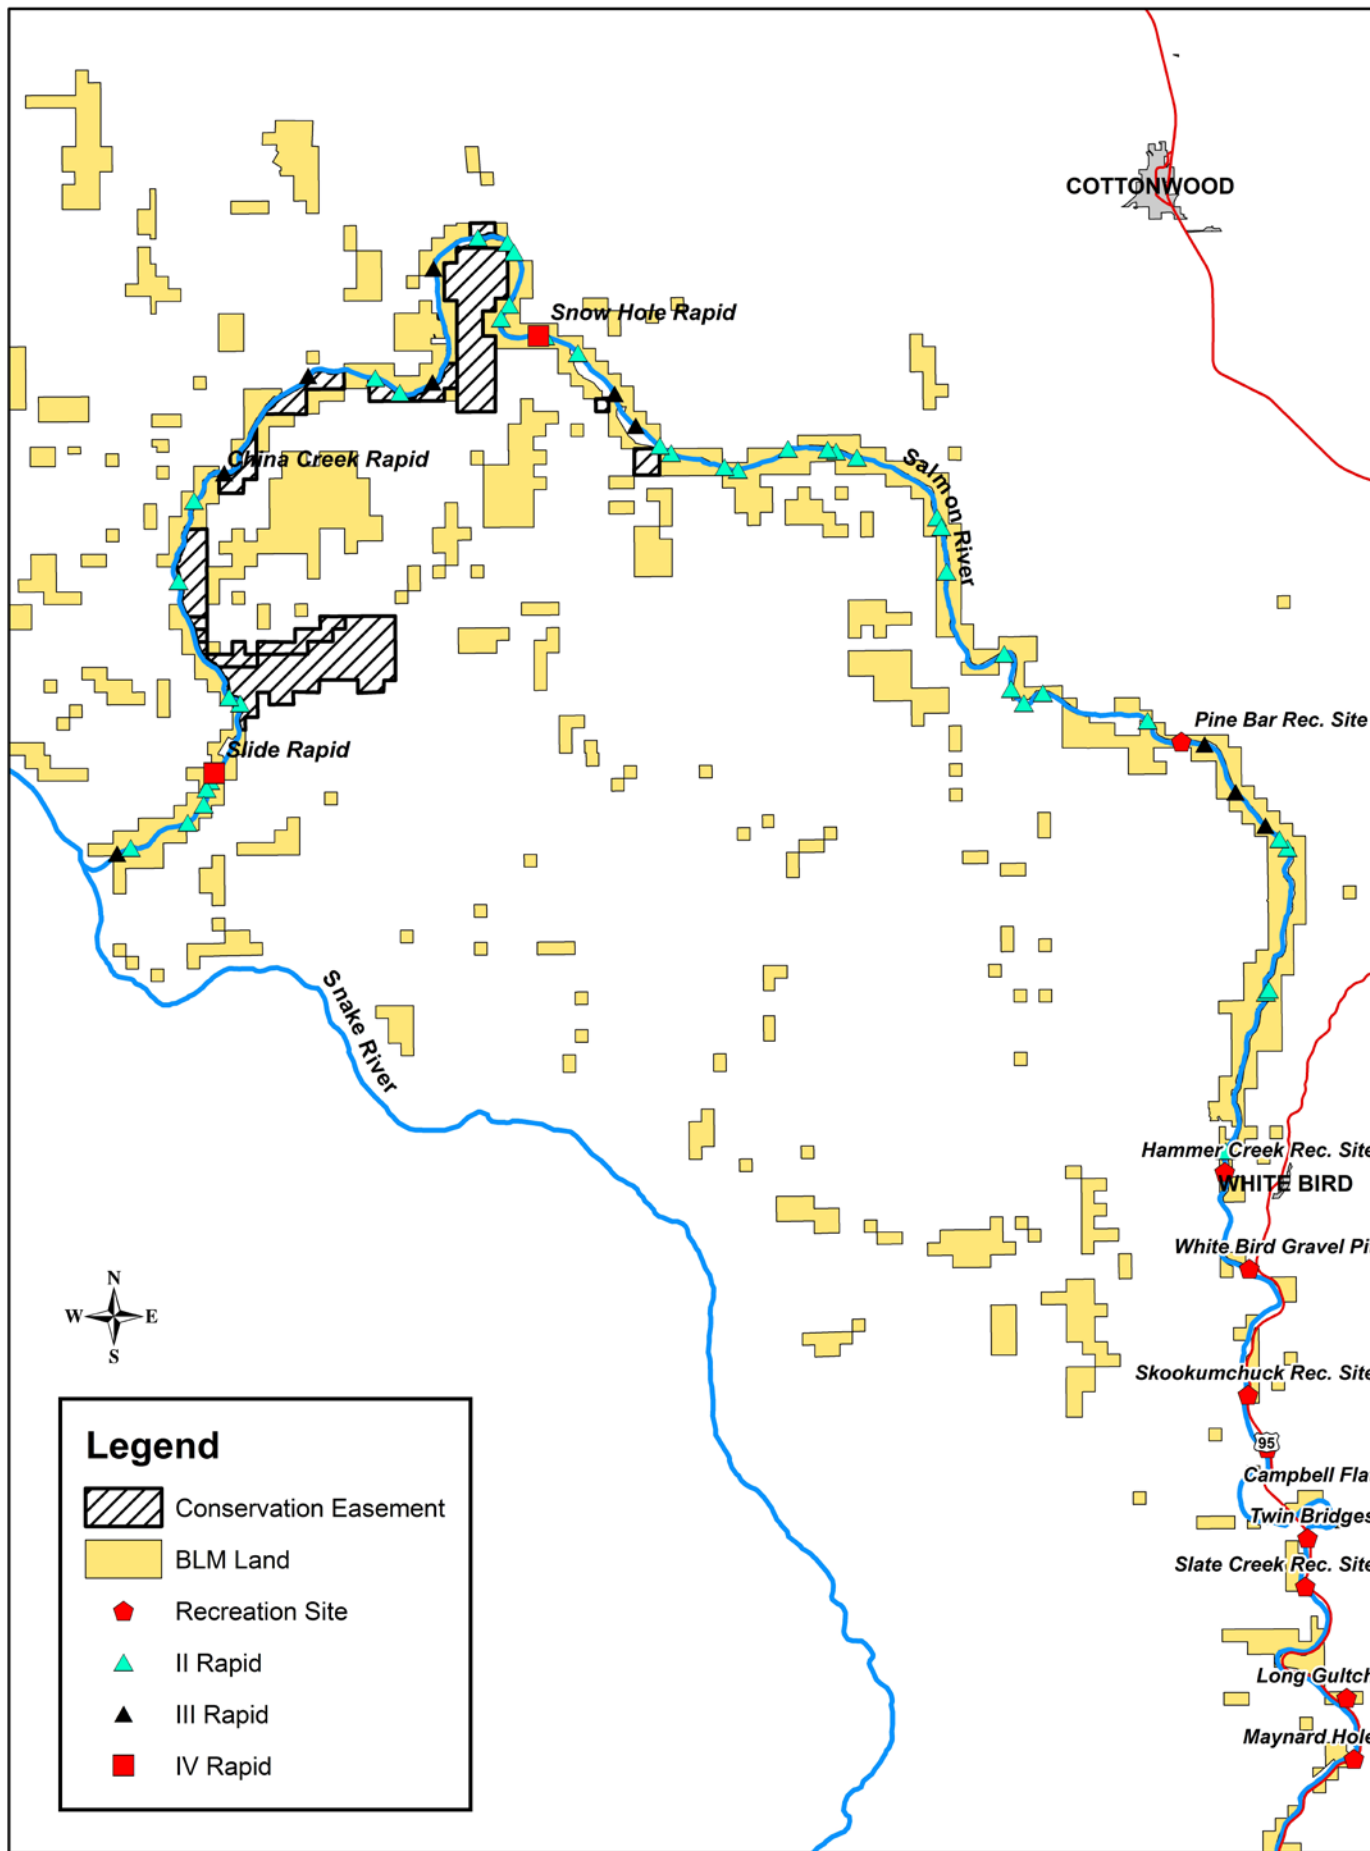 COTTONWOOD
Snow Hole Rapid
China Creek Rapid
Salmon River
Pine Bar Rec. Site
Slide Rapid
Snake River
Hammer Creek Rec. Site
WHITE BIRD
White Bird Gravel Pi
N
W E
S
Skookumchuck Rec. Site
95
Campbell Fla
Twin Bridges
Slate Creek Rec. Site
Long Gultch
Maynard Hole
Legend
Conservation Easement
BLM Land
Recreation Site
II Rapid
III Rapid
IV Rapid